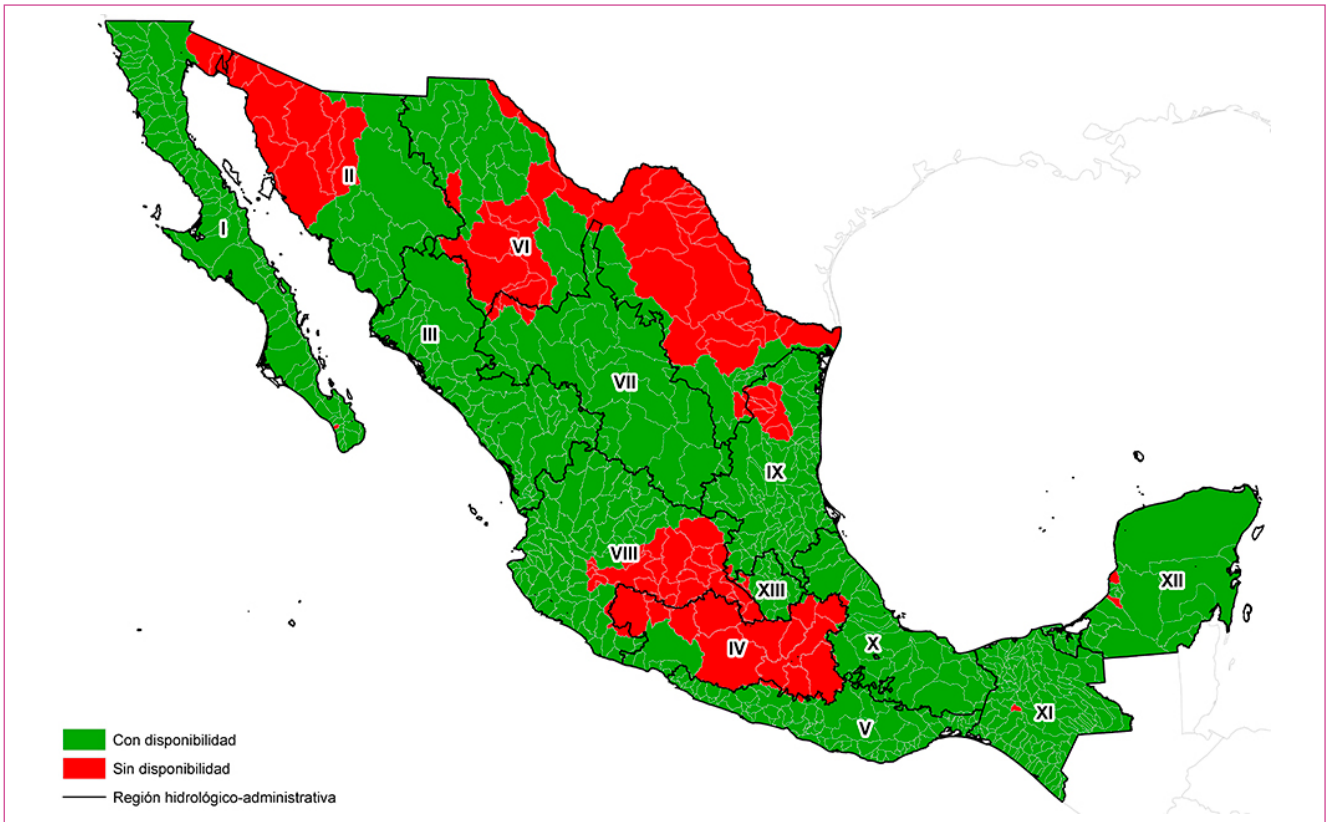 II
I
VI
III
VII
IX
VIII
XIII
XII
IV
X
XI
V
Con disponibilidad
Sin disponibilidad
Región hidrológico-administrativa